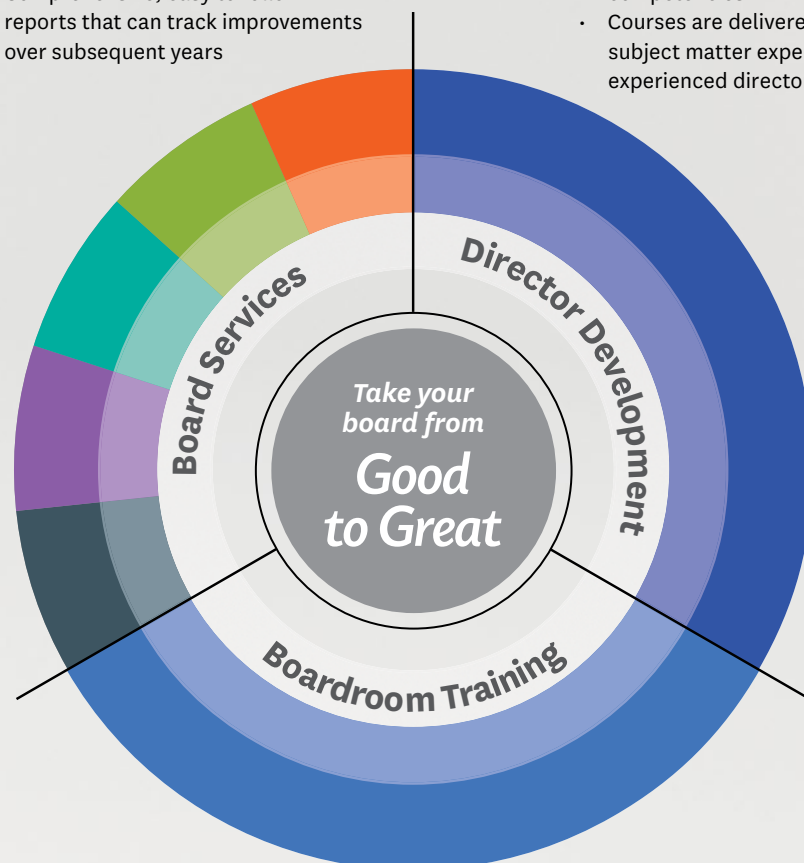 reports that can track improvements
over subsequent years
• Courses are delivere
subject matter expe
experienced directo
Board Services
Director Development
Take your
board from
Good
to Great
Boardroom Training